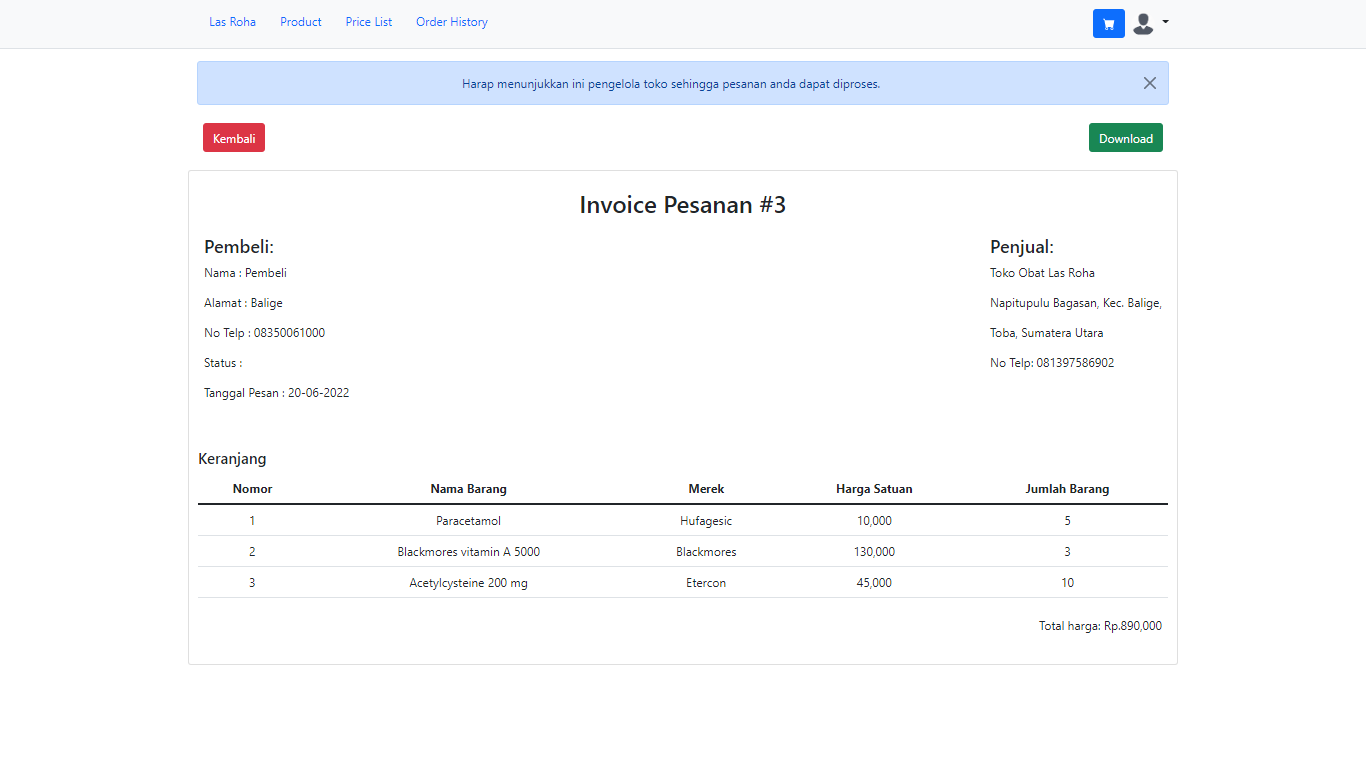 Las Roha Product Price List Order History
Harap menunjukkan ini pengelola toko sehingga pesanan anda dapat diproses.
Kembali Download
Invoice Pesanan #3
Pembeli:
Nama : Pembeli
Alamat : Balige
No Telp : 08350061000
Status :
Tanggal Pesan : 20-06-2022
Penjual:
Toko Obat Las Roha
Napitupulu Bagasan, Kec. Balige,
Toba, Sumatera Utara
No Telp: 081397586902
Keranjang
Nomor Nama Barang Merek Harga Satuan Jumlah Barang
1 Paracetamol Hufagesic 10,000 5
2 Blackmores vitamin A 5000 Blackmores 130,000 3
3 Acetylcysteine 200 mg Etercon 45,000 10
Total harga: Rp.890,000